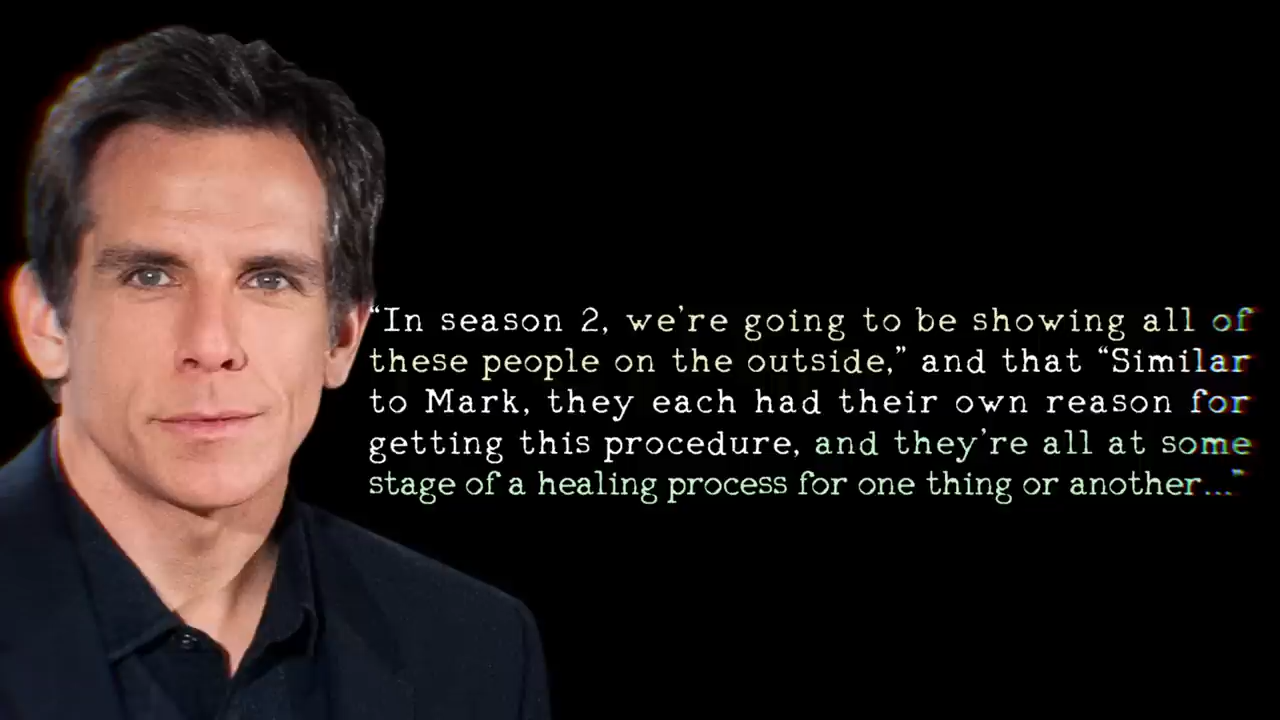 “In season 2, we’re going to be showing all of
these people on the outside,” and that “Similar
to Mark, they each had their own reason for
getting this procedure, and they’re all at some
stage of a healing process for one thing or another...”